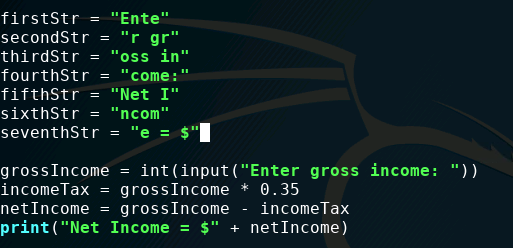 firstStr = "Ente"
secondStr = "r gr"
thirdStr = "oss in"
fourthStr = "come:"
fifthStr = "Net I"
sixthStr = "ncom"
seventhStr = "e = $"
grossIncome = int(input("Enter gross income: "))
incomeTax = grossIncome * 0.35
netIncome = grossIncome - incomeTax
print("Net Income = $" + netIncome)